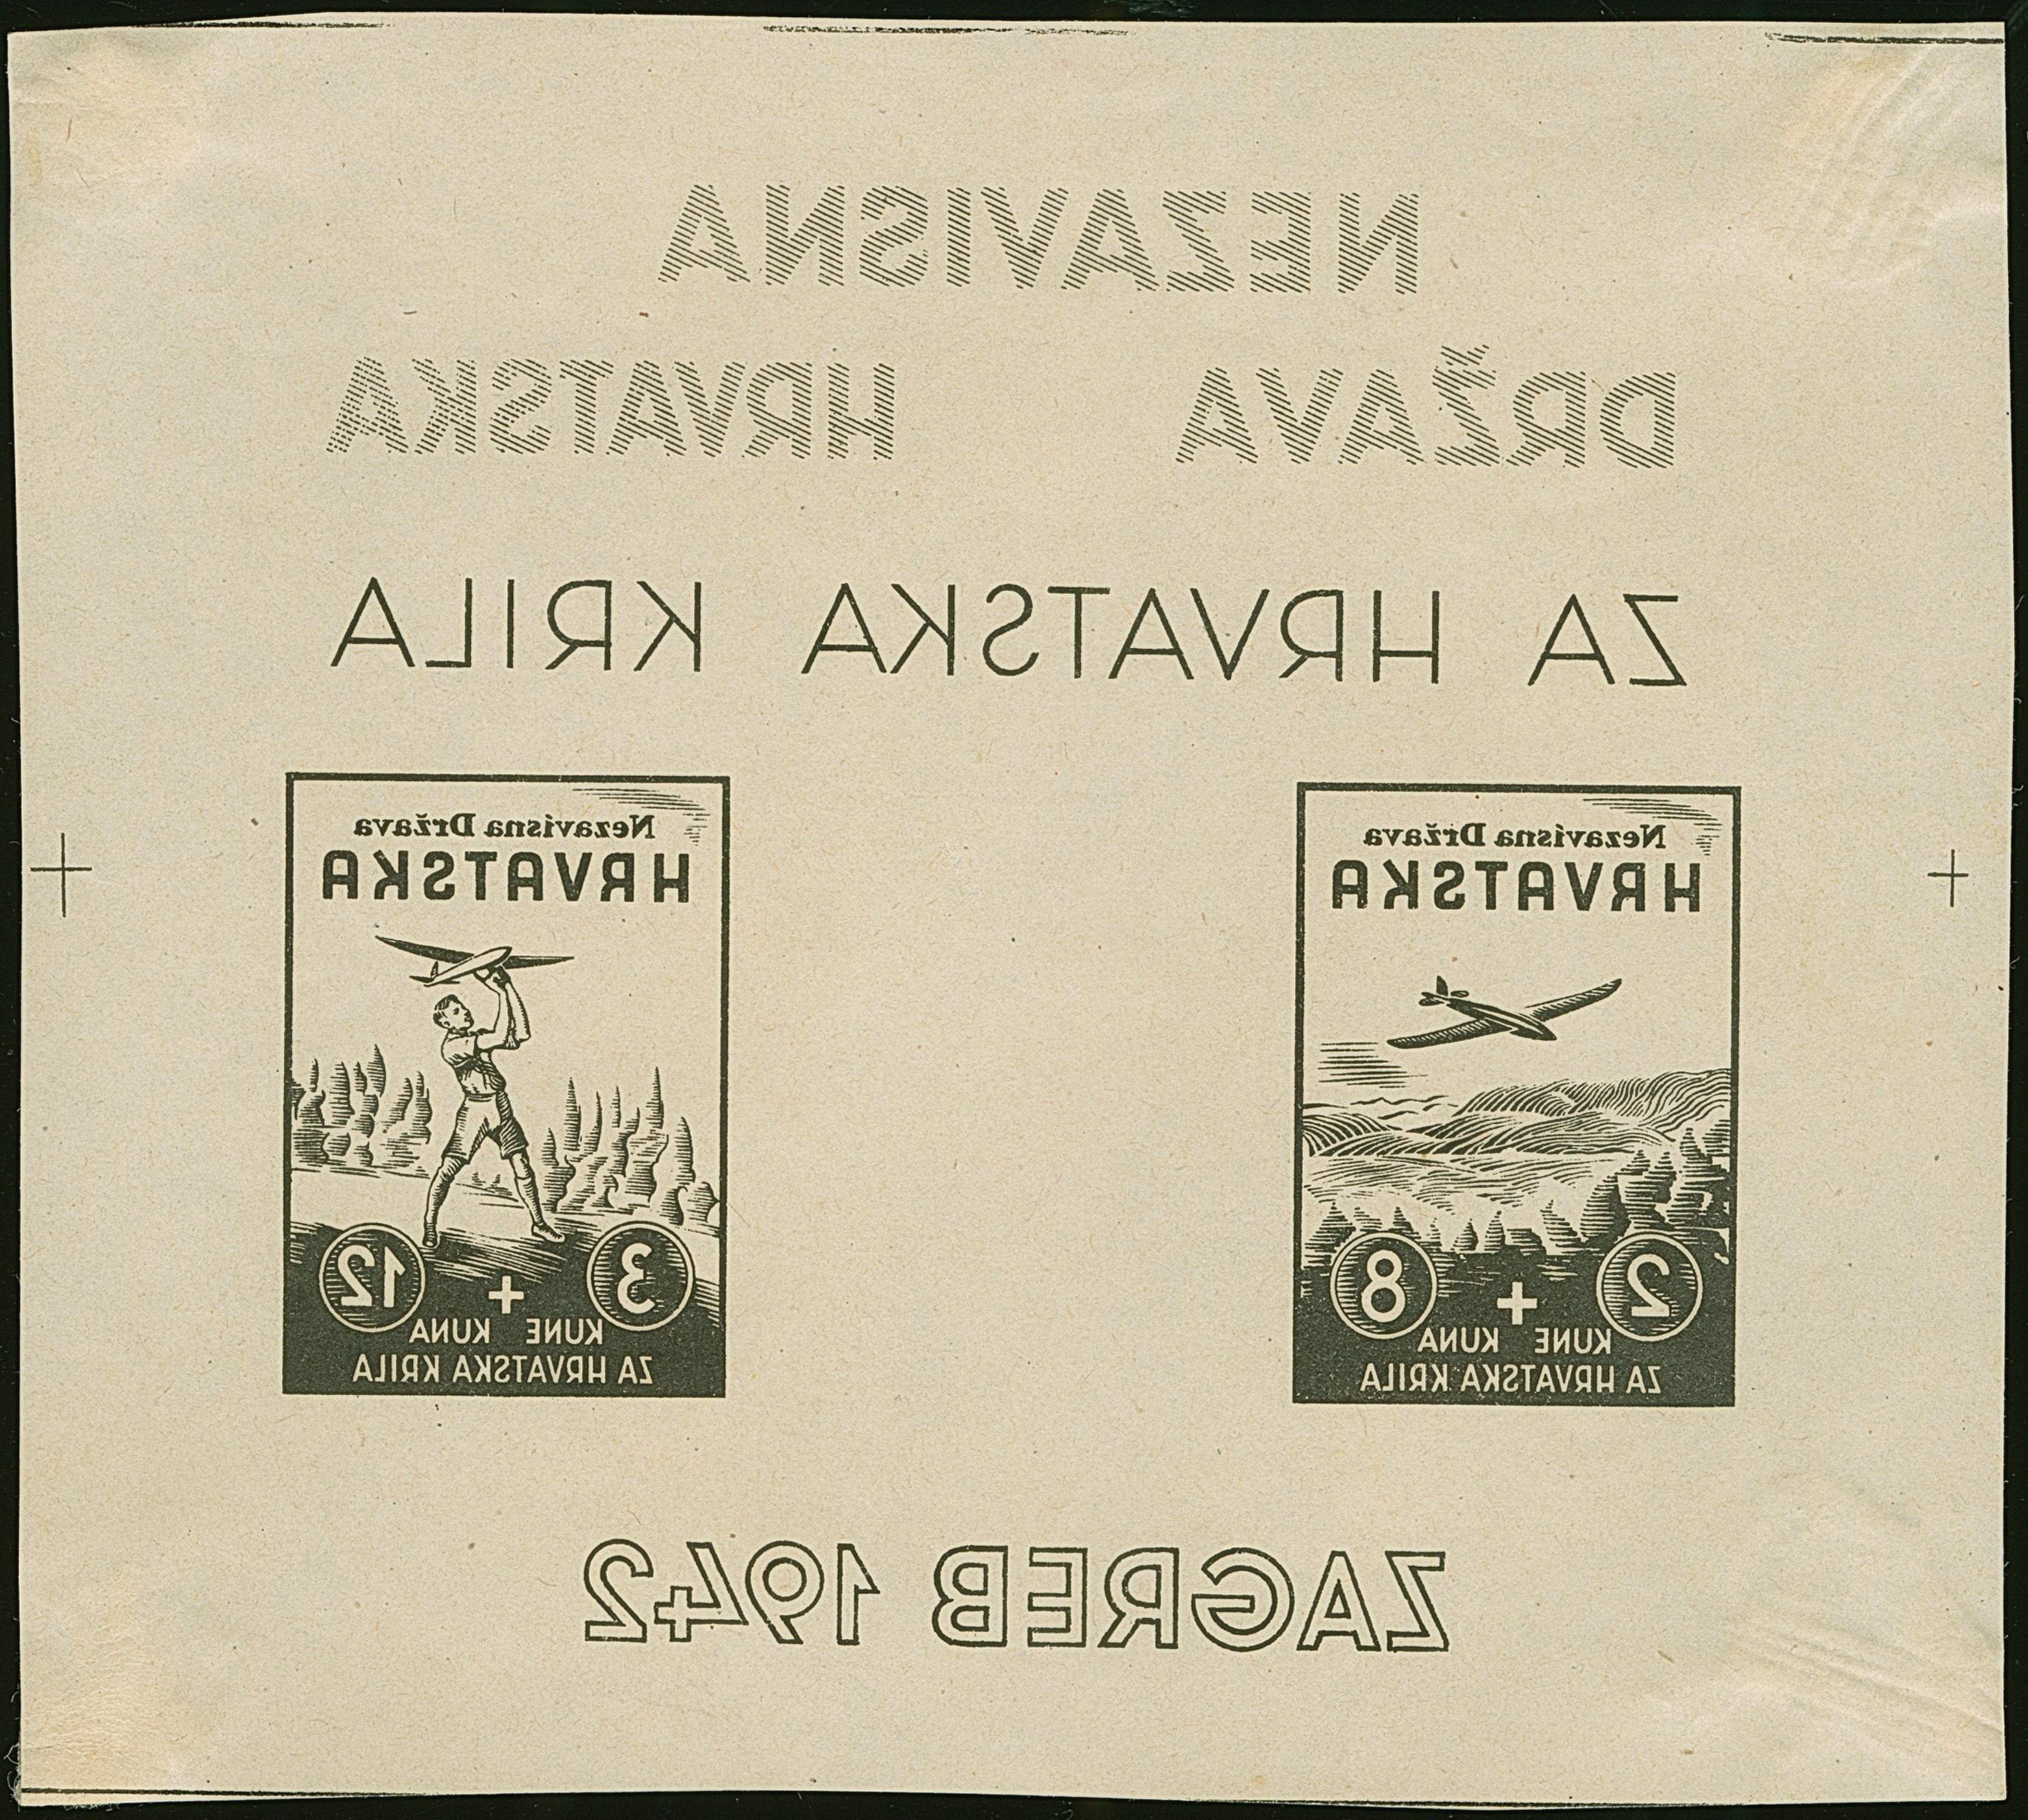 NEZAVISNA
DRŽAVA HRVATSKA
ZA HRVATSKA KRILA
Nezavisna Država
HRVATSKA
2 + 8
KUNE KUNA
ZA HRVATSKA KRILA
Nezavisna Država
HRVATSKA
3 + 12
KUNE KUNA
ZA HRVATSKA KRILA
ZAGREB 1942